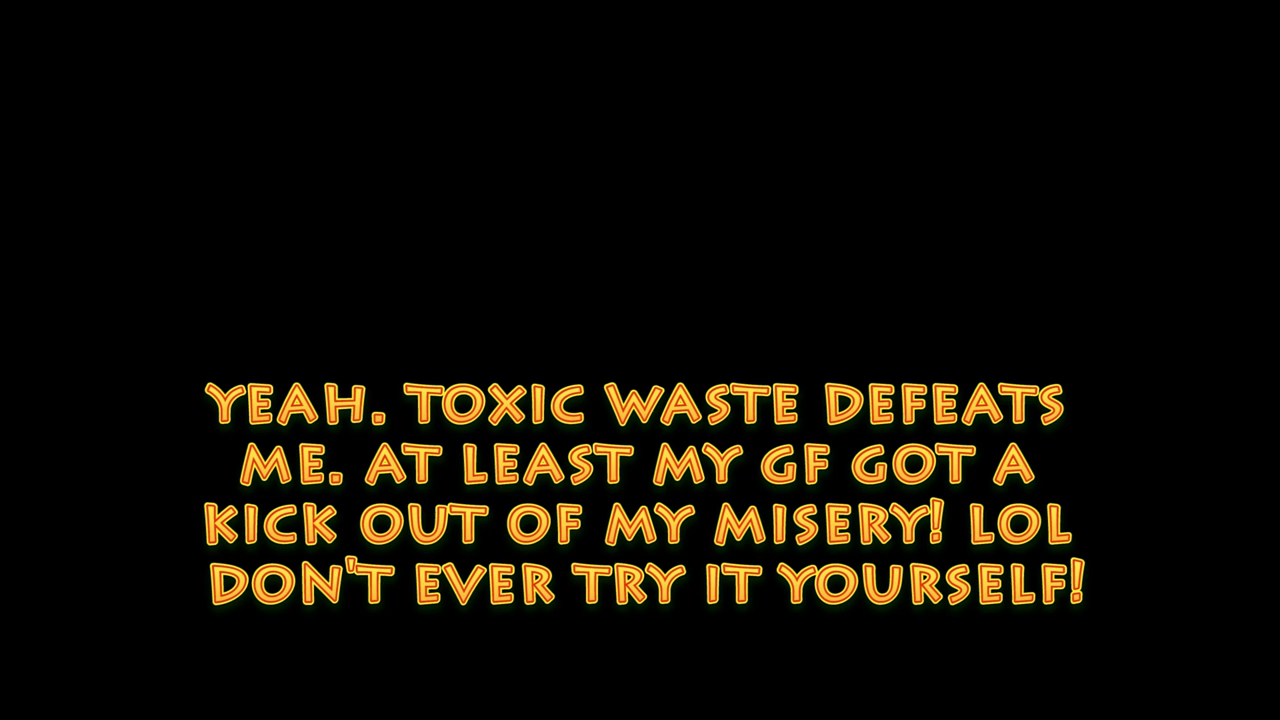 YEAH. TOXIC WASTE DEFEATS
ME. AT LEAST MY GF GOT A
KICK OUT OF MY MISERY! LOL
DON'T EVER TRY IT YOURSELF!